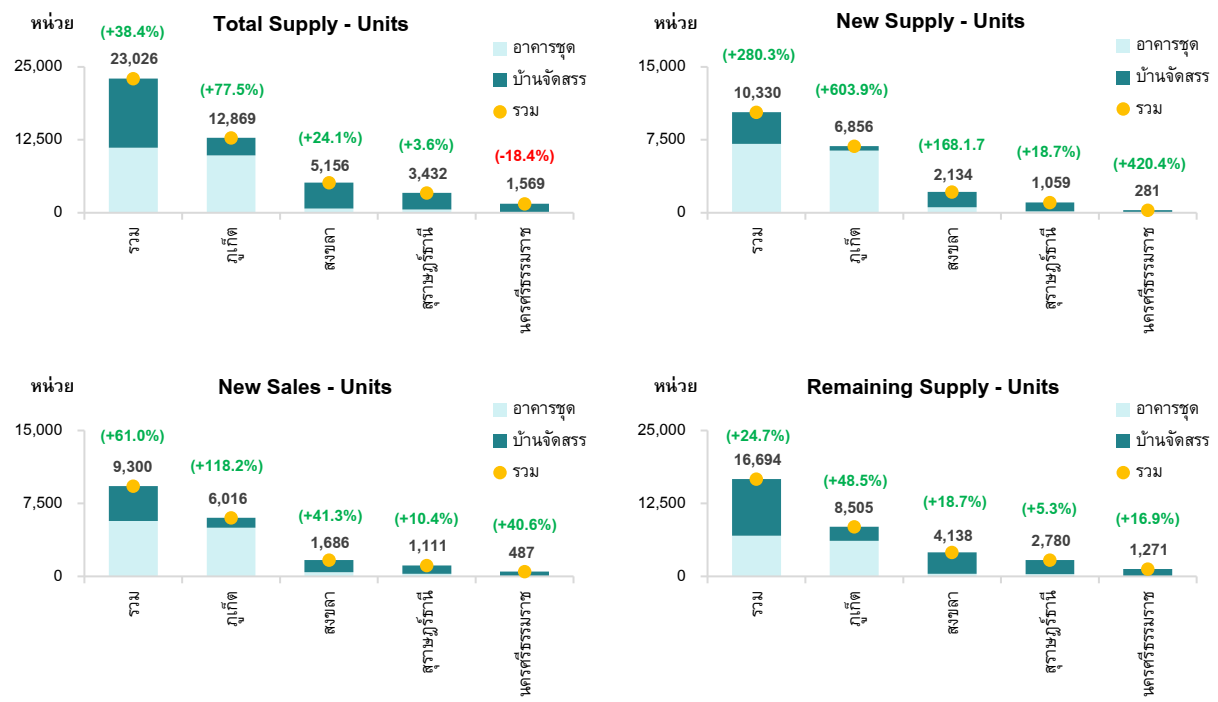 หน่วย
Total Supply - Units
อาคารชุด
บ้านจัดสรร
รวม
(+38.4%)
23,026
(+77.5%)
12,869
(+24.1%)
5,156
(+3.6%)
3,432
(-18.4%)
1,569
25,000
12,500
0
รวม
ภูเก็ต
สงขลา
สุราษฎร์ธานี
นครศรีธรรมราช
หน่วย
New Supply - Units
อาคารชุด
บ้านจัดสรร
รวม
(+280.3%)
10,330
(+603.9%)
6,856
(+168.1.7
2,134
(+18.7%)
1,059
(+420.4%)
281
15,000
7,500
0
รวม
ภูเก็ต
สงขลา
สุราษฎร์ธานี
นครศรีธรรมราช
หน่วย
New Sales - Units
อาคารชุด
บ้านจัดสรร
รวม
(+61.0%)
9,300
(+118.2%)
6,016
(+41.3%)
1,686
(+10.4%)
1,111
(+40.6%)
487
15,000
7,500
0
รวม
ภูเก็ต
สงขลา
สุราษฎร์ธานี
นครศรีธรรมราช
หน่วย
Remaining Supply - Units
อาคารชุด
บ้านจัดสรร
รวม
(+24.7%)
16,694
(+48.5%)
8,505
(+18.7%)
4,138
(+5.3%)
2,780
(+16.9%)
1,271
25,000
12,500
0
รวม
ภูเก็ต
สงขลา
สุราษฎร์ธานี
นครศรีธรรมราช